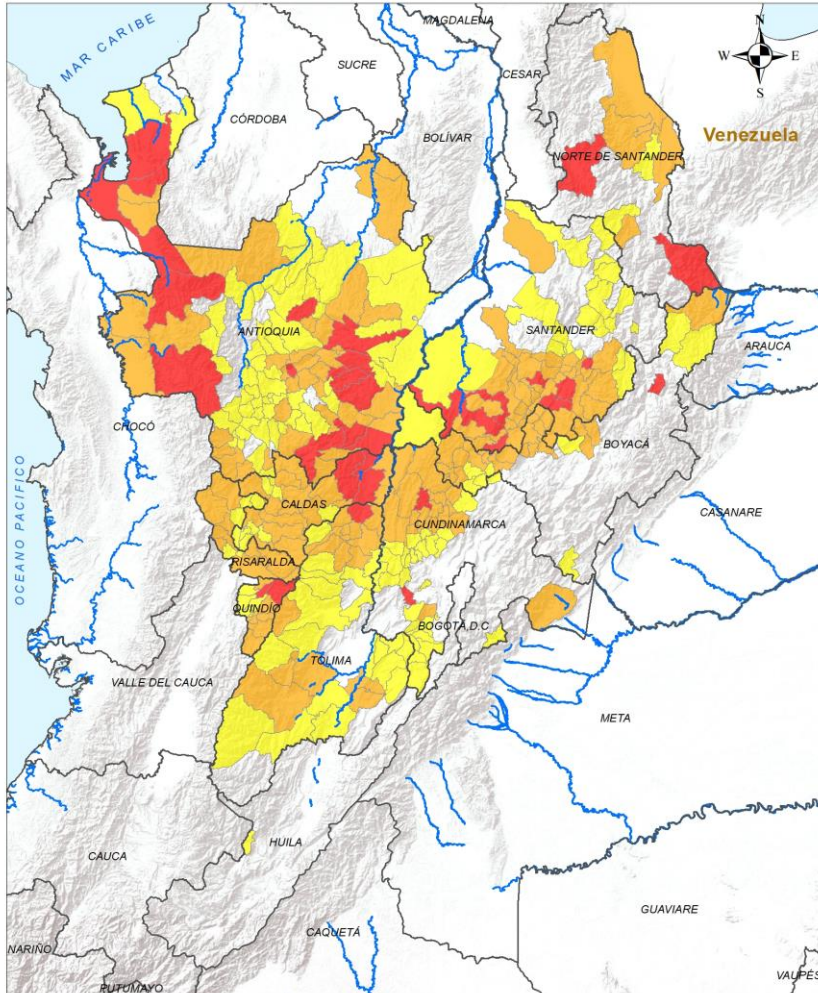 MAGDALENA
MAR CARIBE
N
W
E
S
SUCRE
CESAR
CÓRDOBA
BOLÍVAR
Venezuela
NORTE DE SANTANDER
ANTIOQUIA
SANTANDER
ARAUCA
CHOCÓ
BOYACÁ
OCEANO PACIFICO
CALDAS
CUNDINAMARCA
CASANARE
RISARALDA
QUINDÍO
BOGOTÁ, D.C
TOLIMA
VALLE DEL CAUCA
META
HUILA
CAUCA
GUAVIARE
CAQUETÁ
NARIÑO
VAUPÉS
PUTUMAYO